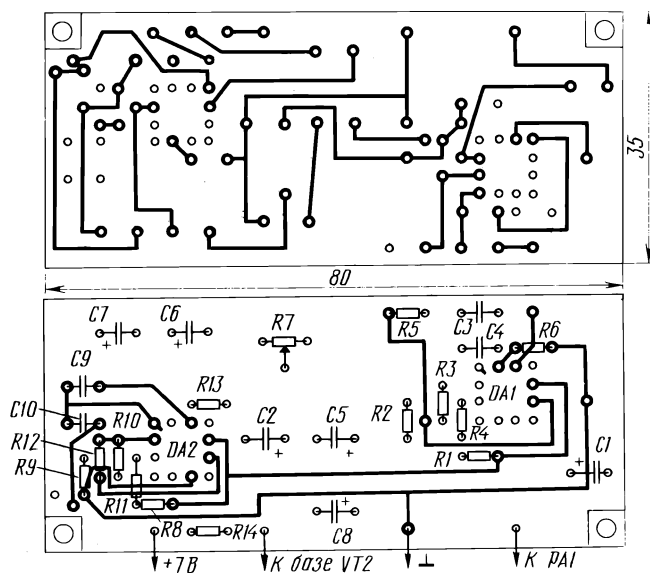 35
80
C7
C6
R7
R5
C3
C4
R6
C9
R3
DA1
R13
C10
R10
R2
R4
C2
C5
R12
DA2
R9
R1
C1
R11
R8
R14
C8
+7В
К базе VT2
⊥
К PA1